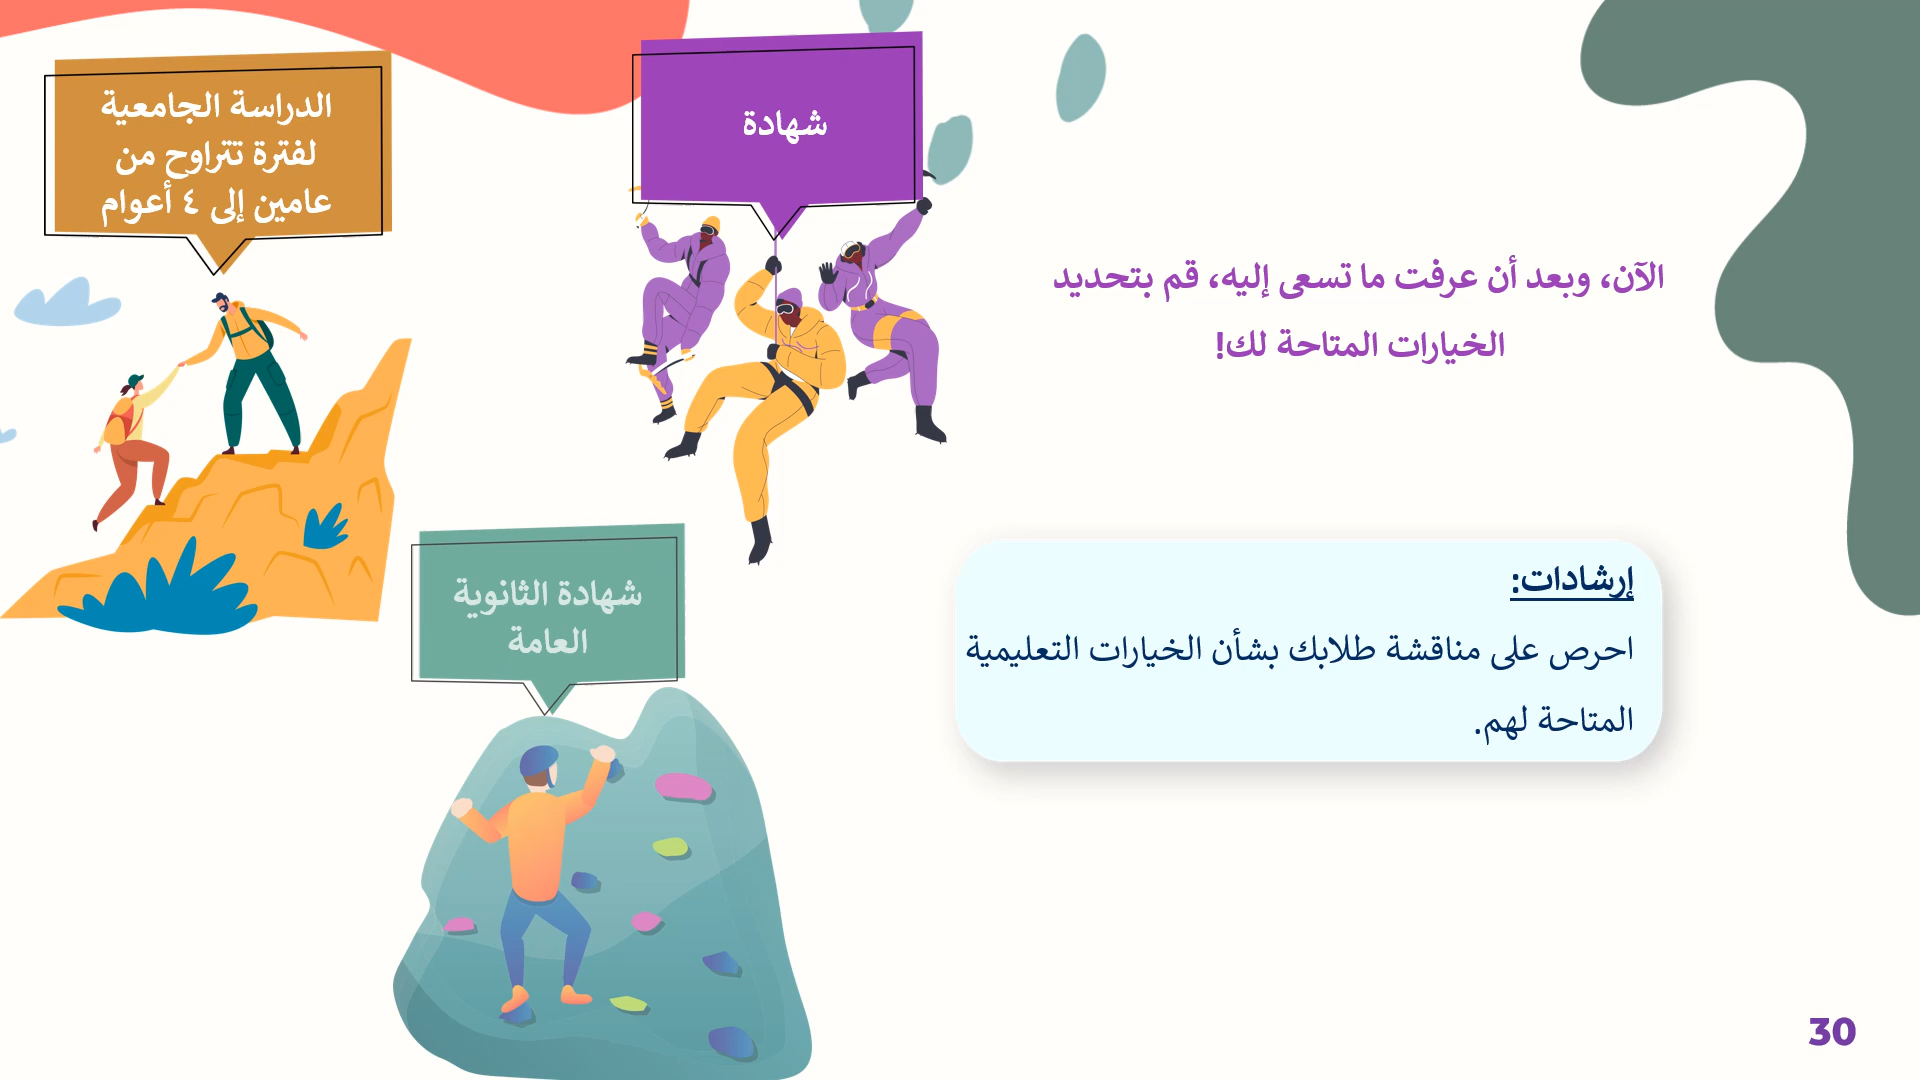 شهادة
الدراسة الجامعية
لفترة تتراوح من
عامين إلى ٤ أعوام
الآن، وبعد أن عرفت ما تسعى إليه، قم بتحديد
الخيارات المتاحة لك!
شهادة الثانوية
العامة
إرشادات:
احرص على مناقشة طلابك بشأن الخيارات التعليمية
المتاحة لهم.
30